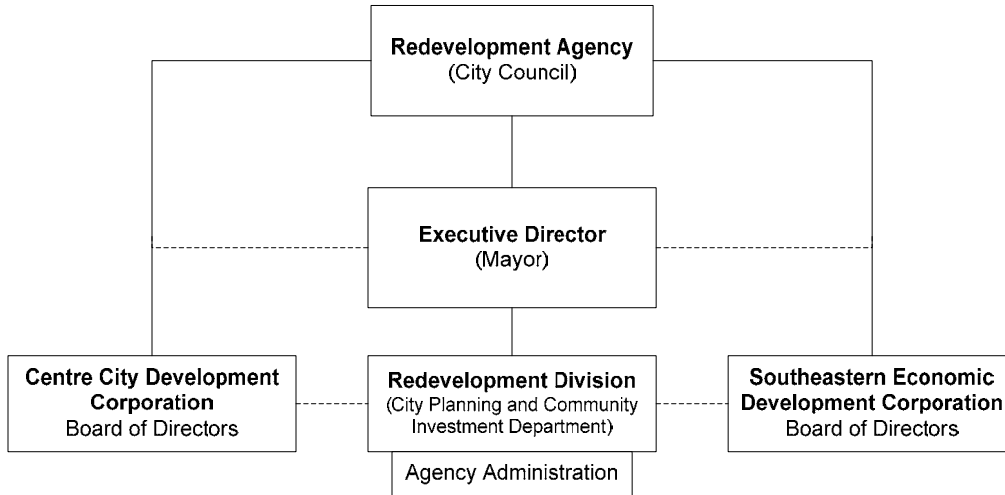 Redevelopment Agency
(City Council)
Executive Director
(Mayor)
Centre City Development
Corporation
Board of Directors
Redevelopment Division
(City Planning and Community
Investment Department)
Agency Administration
Southeastern Economic
Development Corporation
Board of Directors